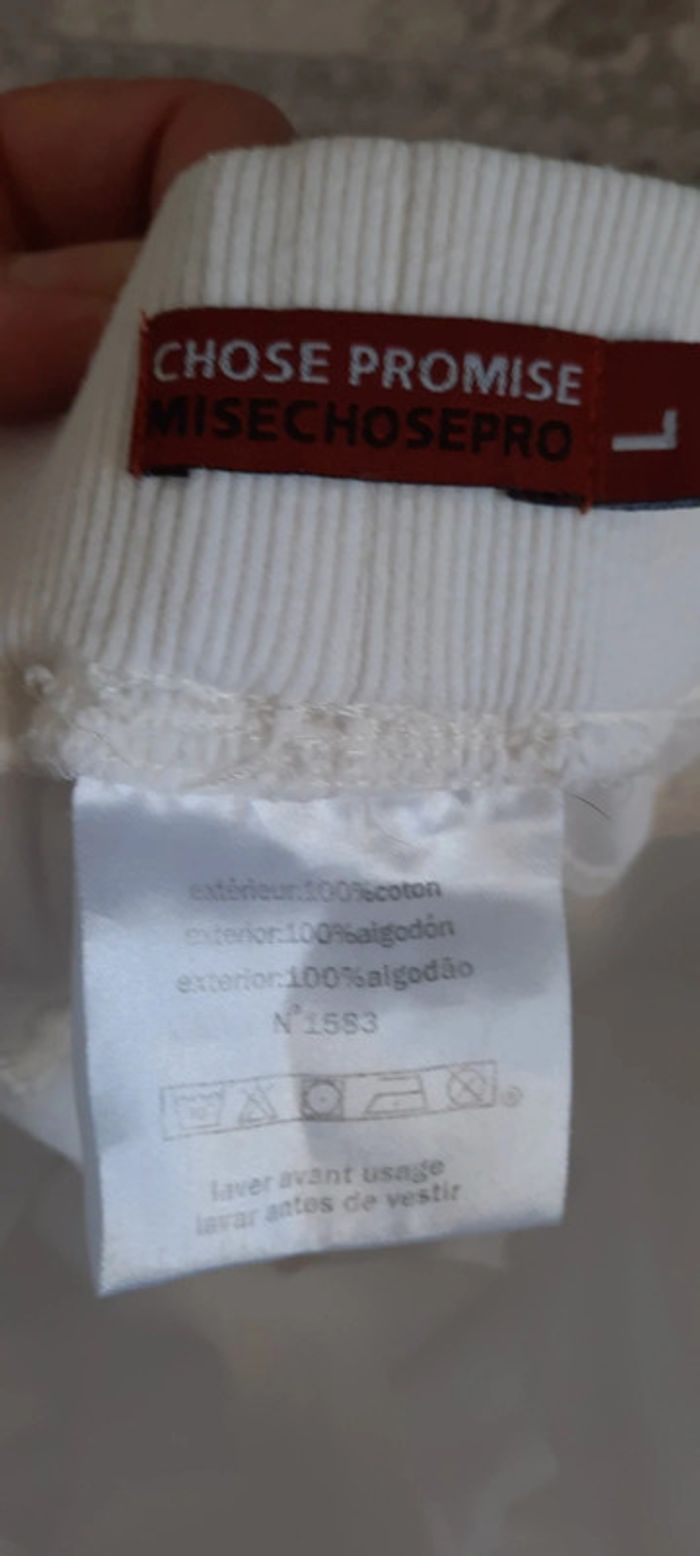 CHOSE PROMISE
MISECHOSEPRO
L
extérieur:100%coton
exterior:100%algodón
exterior:100%algodão
N°1583
laver avant usage
lavar antes de vestir